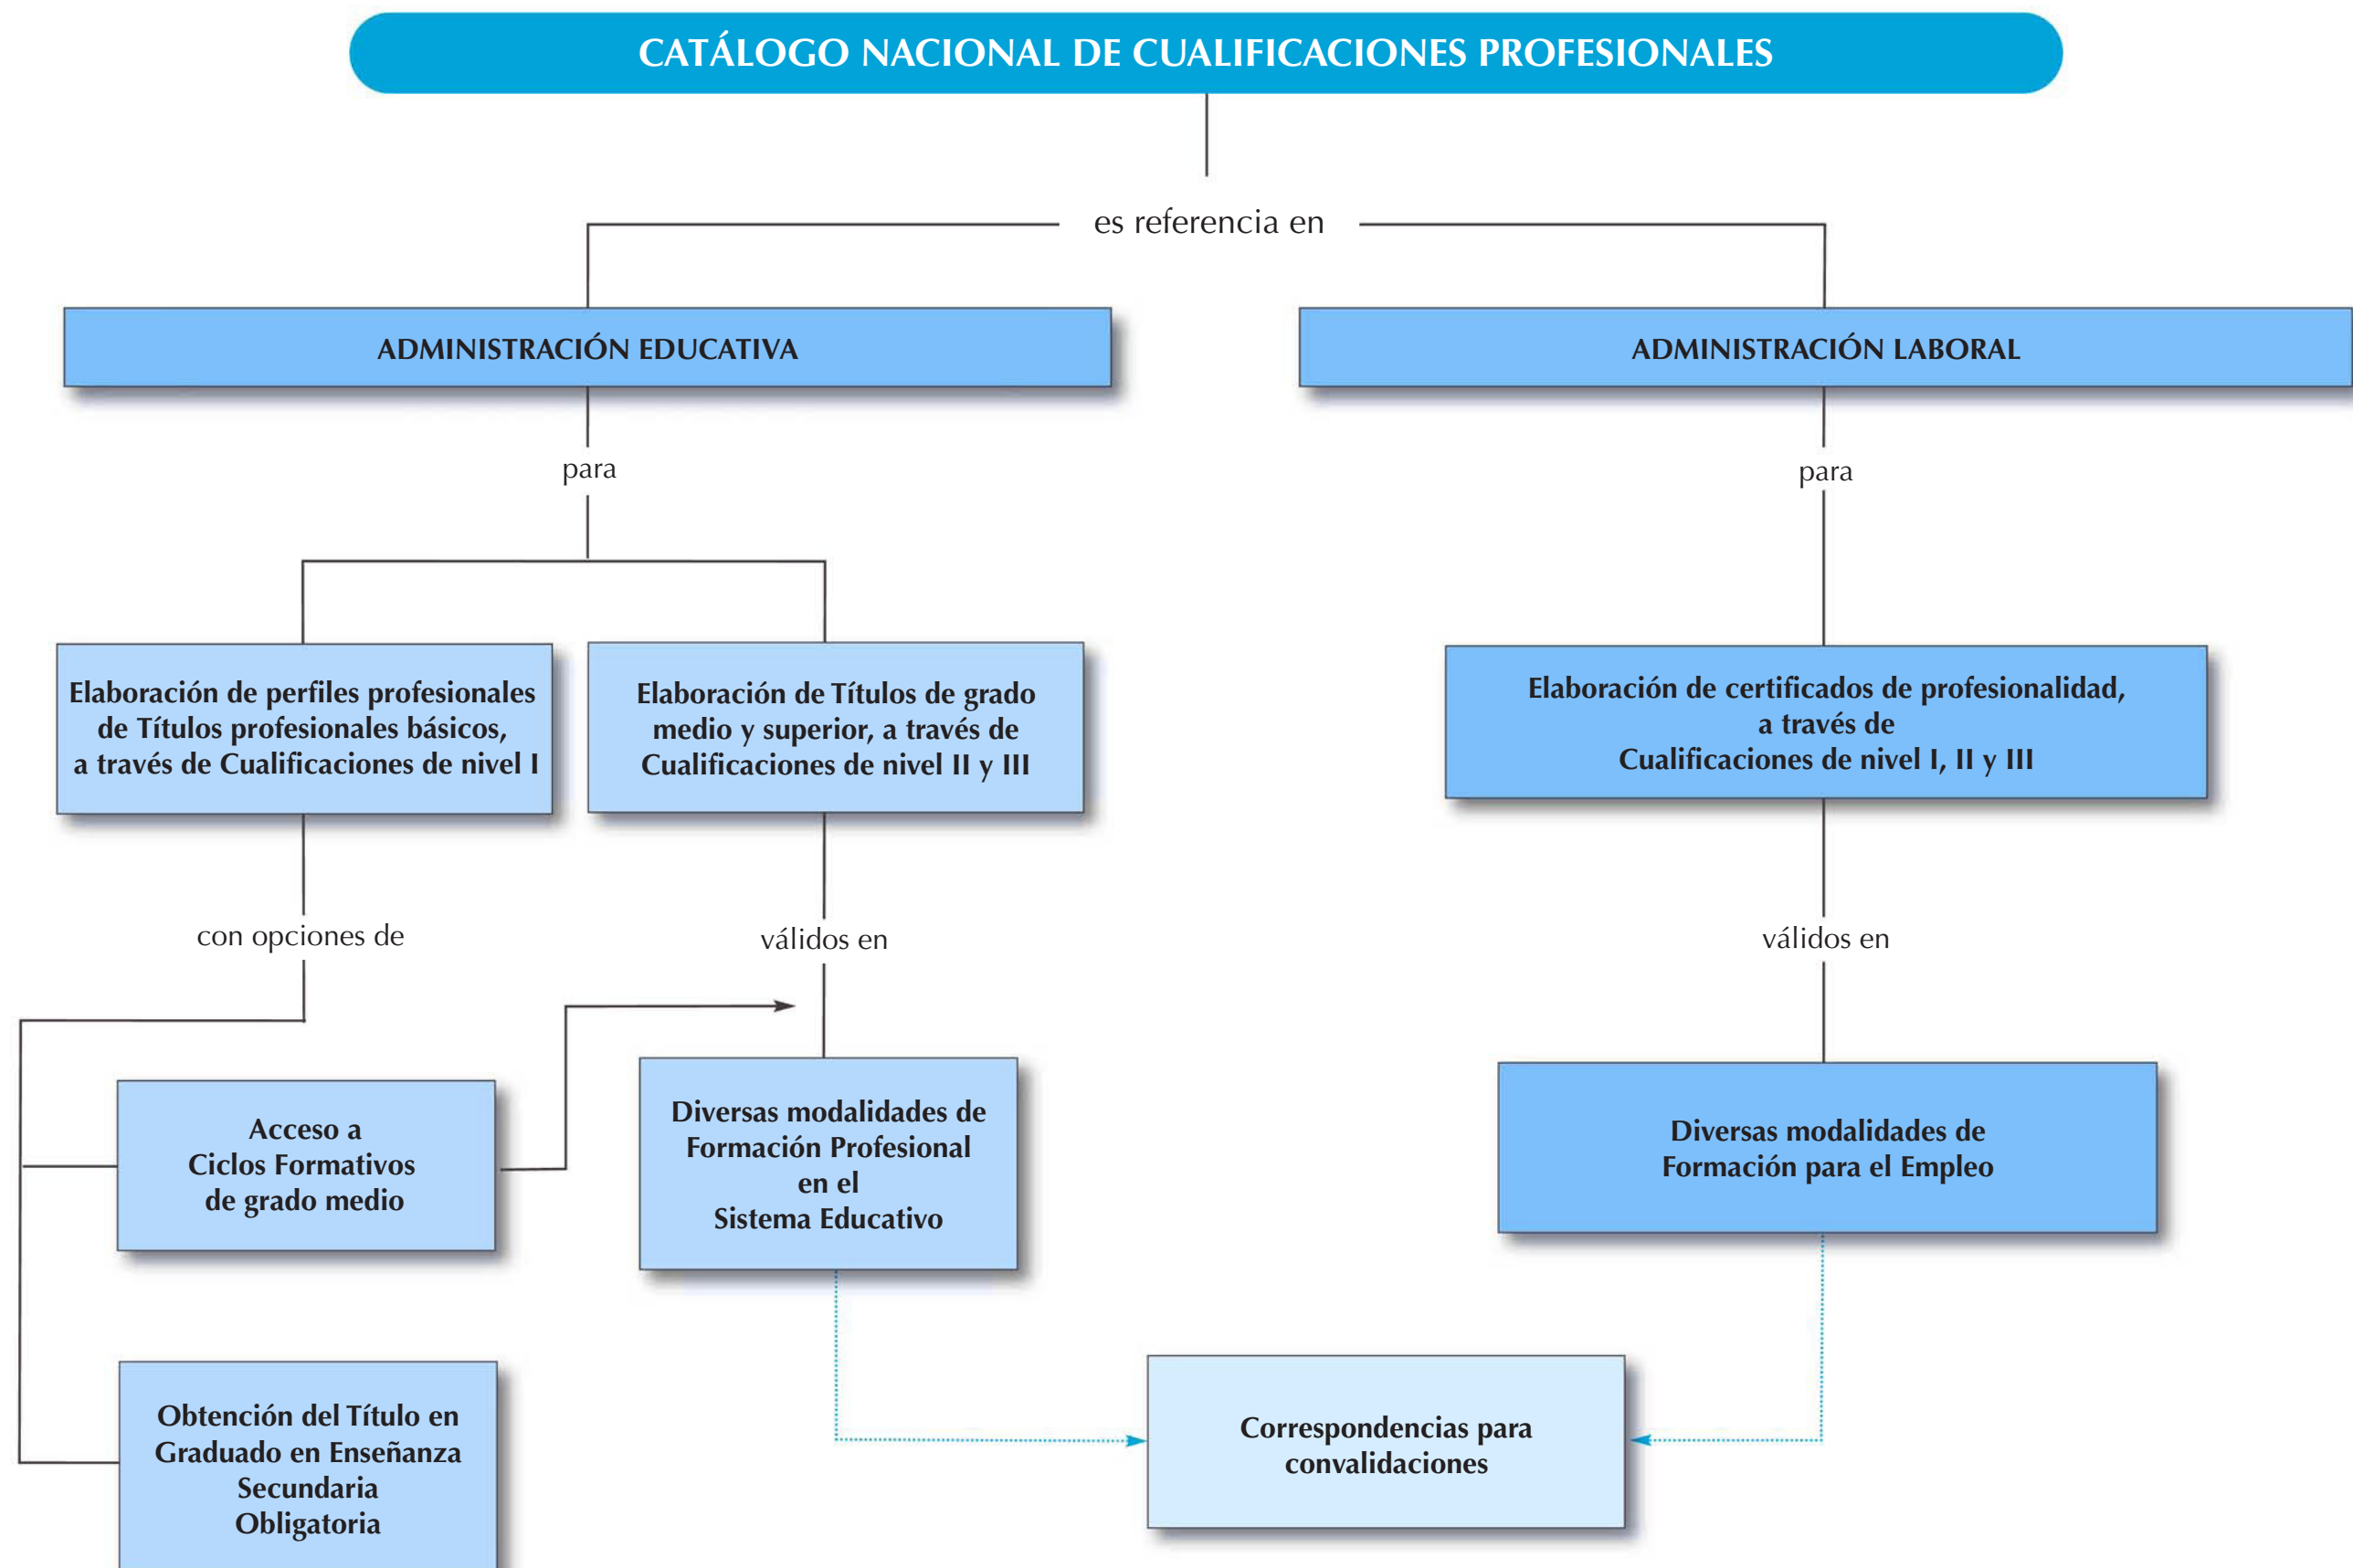 CATÁLOGO NACIONAL DE CUALIFICACIONES PROFESIONALES
es referencia en
ADMINISTRACIÓN EDUCATIVA
ADMINISTRACIÓN LABORAL
para
para
Elaboración de perfiles profesionales
de Títulos profesionales básicos,
a través de Cualificaciones de nivel I
Elaboración de Títulos de grado
medio y superior, a través de
Cualificaciones de nivel II y III
Elaboración de certificados de profesionalidad,
a través de
Cualificaciones de nivel I, II y III
con opciones de
válidos en
válidos en
Acceso a
Ciclos Formativos
de grado medio
Diversas modalidades de
Formación Profesional
en el
Sistema Educativo
Diversas modalidades de
Formación para el Empleo
Obtención del Título en
Graduado en Enseñanza
Secundaria
Obligatoria
Correspondencias para
convalidaciones